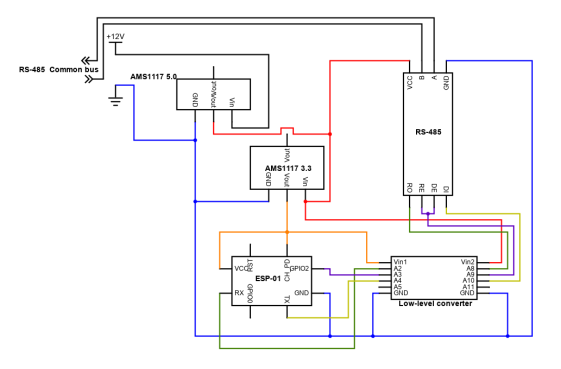 +12V
RS-485 Common bus
AMS1117 5.0
GND
Vout
Vin
VCC
B
A
GND
RS-485
RO
RE
DE
DI
Vout
AMS1117 3.3
GND
Vout
Vin
RST
CH_PD
VCC
GPIO2
ESP-01
RX
GND
GPIO0
TX
Vin1
Vin2
A2
A8
A3
A9
A4
A10
A5
A11
GND
GND
Low-level converter